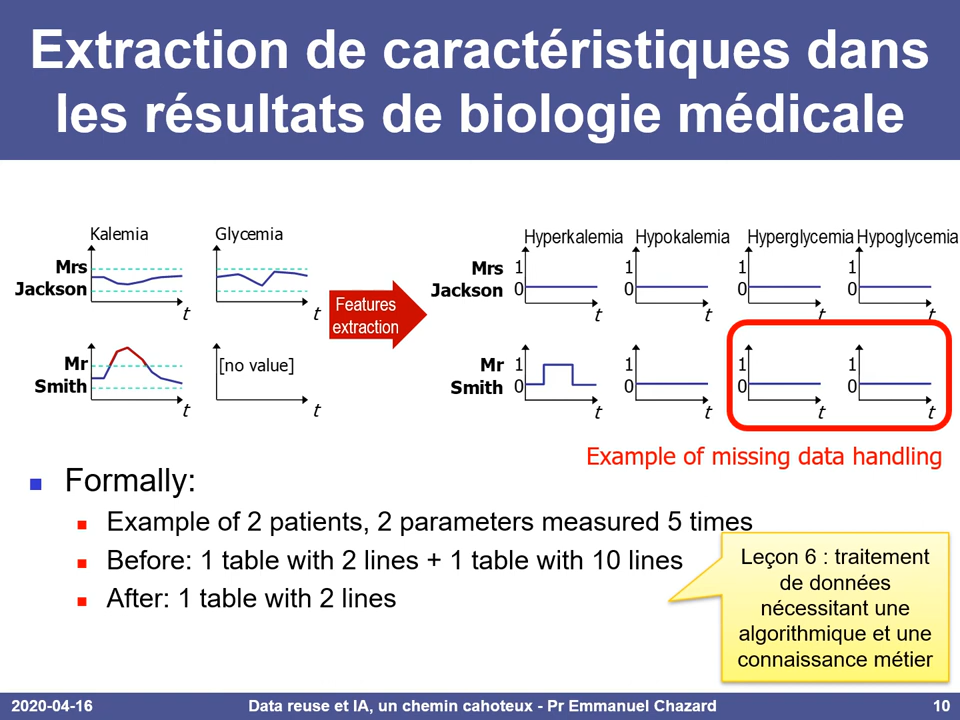 Extraction de caractéristiques dans
les résultats de biologie médicale
Kalemia
Glycemia
Mrs
Jackson
t
t
Mr
Smith
[no value]
t
t
Features
extraction
Hyperkalemia
Hypokalemia
Hyperglycemia
Hypoglycemia
Mrs
Jackson
1
0
t
1
0
t
1
0
t
1
0
t
Mr
Smith
1
0
t
1
0
t
1
0
t
1
0
t
Example of missing data handling
Formally:
Example of 2 patients, 2 parameters measured 5 times
Before: 1 table with 2 lines + 1 table with 10 lines
After: 1 table with 2 lines
Leçon 6 : traitement
de données
nécessitant une
algorithmique et une
connaissance métier
2020-04-16
Data reuse et IA, un chemin cahoteux - Pr Emmanuel Chazard
10